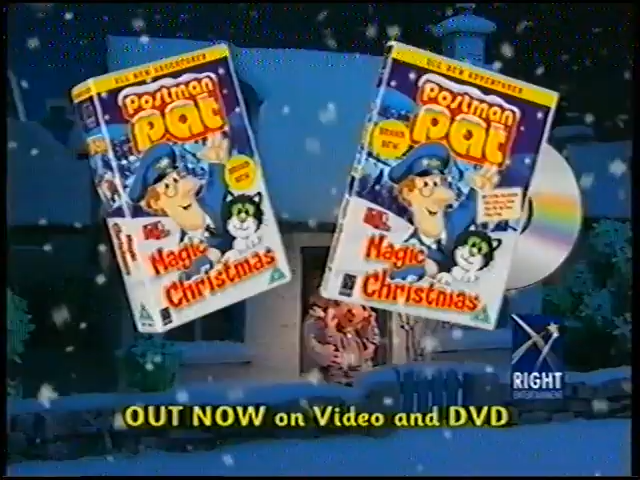 ALL NEW ADVENTURES
Postman
pat
BRAND
NEW
Magic
Christmas
ALL NEW ADVENTURES
Postman
pat
BRAND
NEW
Magic
Christmas
RIGHT
ENTERTAINMENT
OUT NOW on Video and DVD